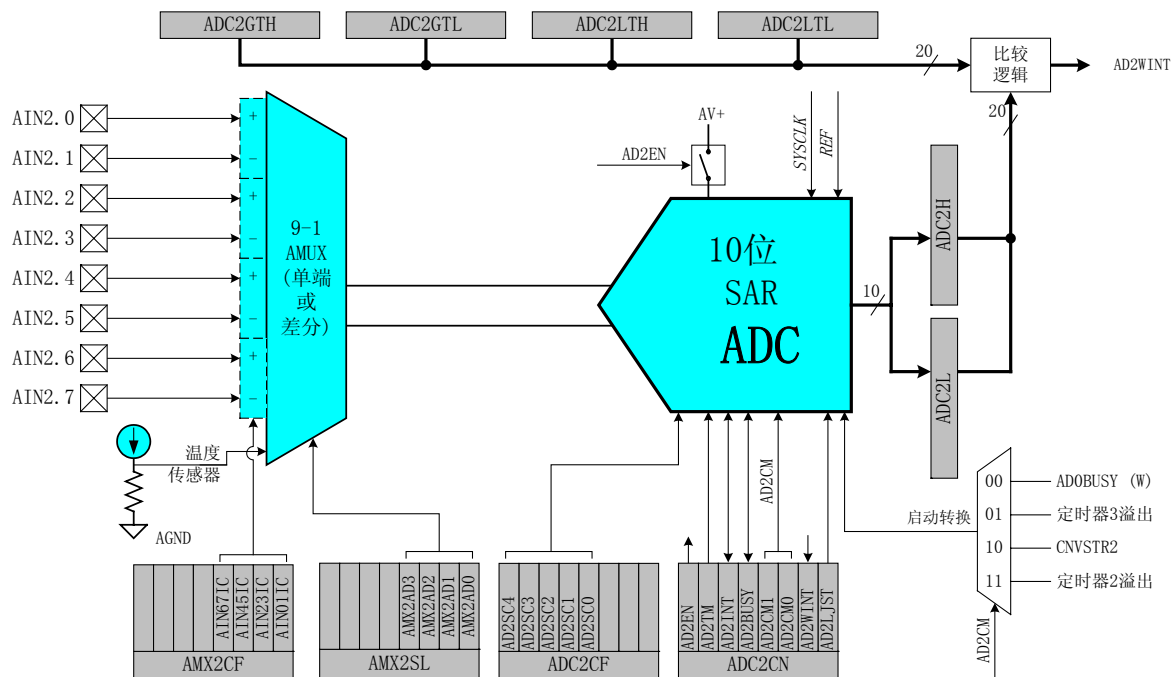 ADC2GTH
ADC2GTL
ADC2LTH
ADC2LTL
20
比较
逻辑
AD2WINT
20
AIN2.0
AIN2.1
AIN2.2
AIN2.3
AIN2.4
AIN2.5
AIN2.6
AIN2.7
+
−
+
−
+
−
+
−
9-1
AMUX
(单端
或
差分)
AV+
AD2EN
SYSCLK
REF
10位
SAR
ADC
10
ADC2H
ADC2L
温度
传感器
AGND
AD2CM
启动转换
00
01
10
11
AD0BUSY (W)
定时器3溢出
CNVSTR2
定时器2溢出
AD2CM
AIN67IC
AIN45IC
AIN23IC
AIN01IC
AMX2CF
AMX2AD3
AMX2AD2
AMX2AD1
AMX2AD0
AMX2SL
AD2SC4
AD2SC3
AD2SC2
AD2SC1
AD2SC0
ADC2CF
AD2EN
AD2TM
AD2INT
AD2BUSY
AD2CM1
AD2CM0
AD2WINT
AD2LJST
ADC2CN